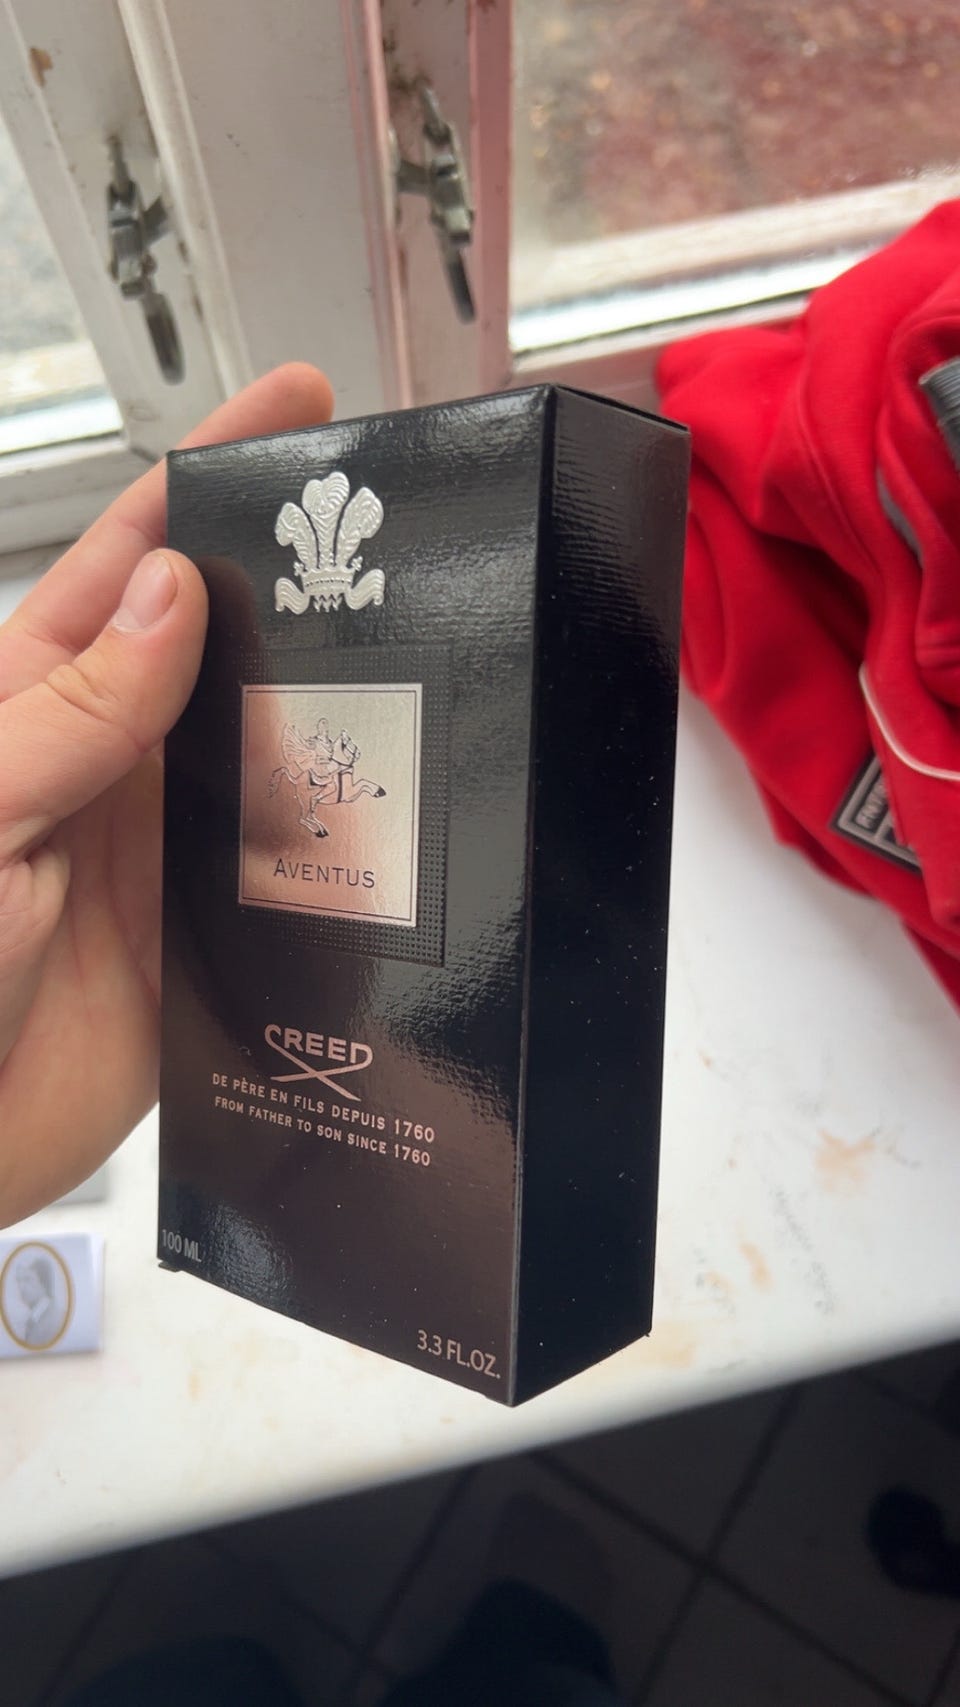 AVENTUS
CREED
DE PÈRE EN FILS DEPUIS 1760
FROM FATHER TO SON SINCE 1760
100 ML
3.3 FL.OZ.